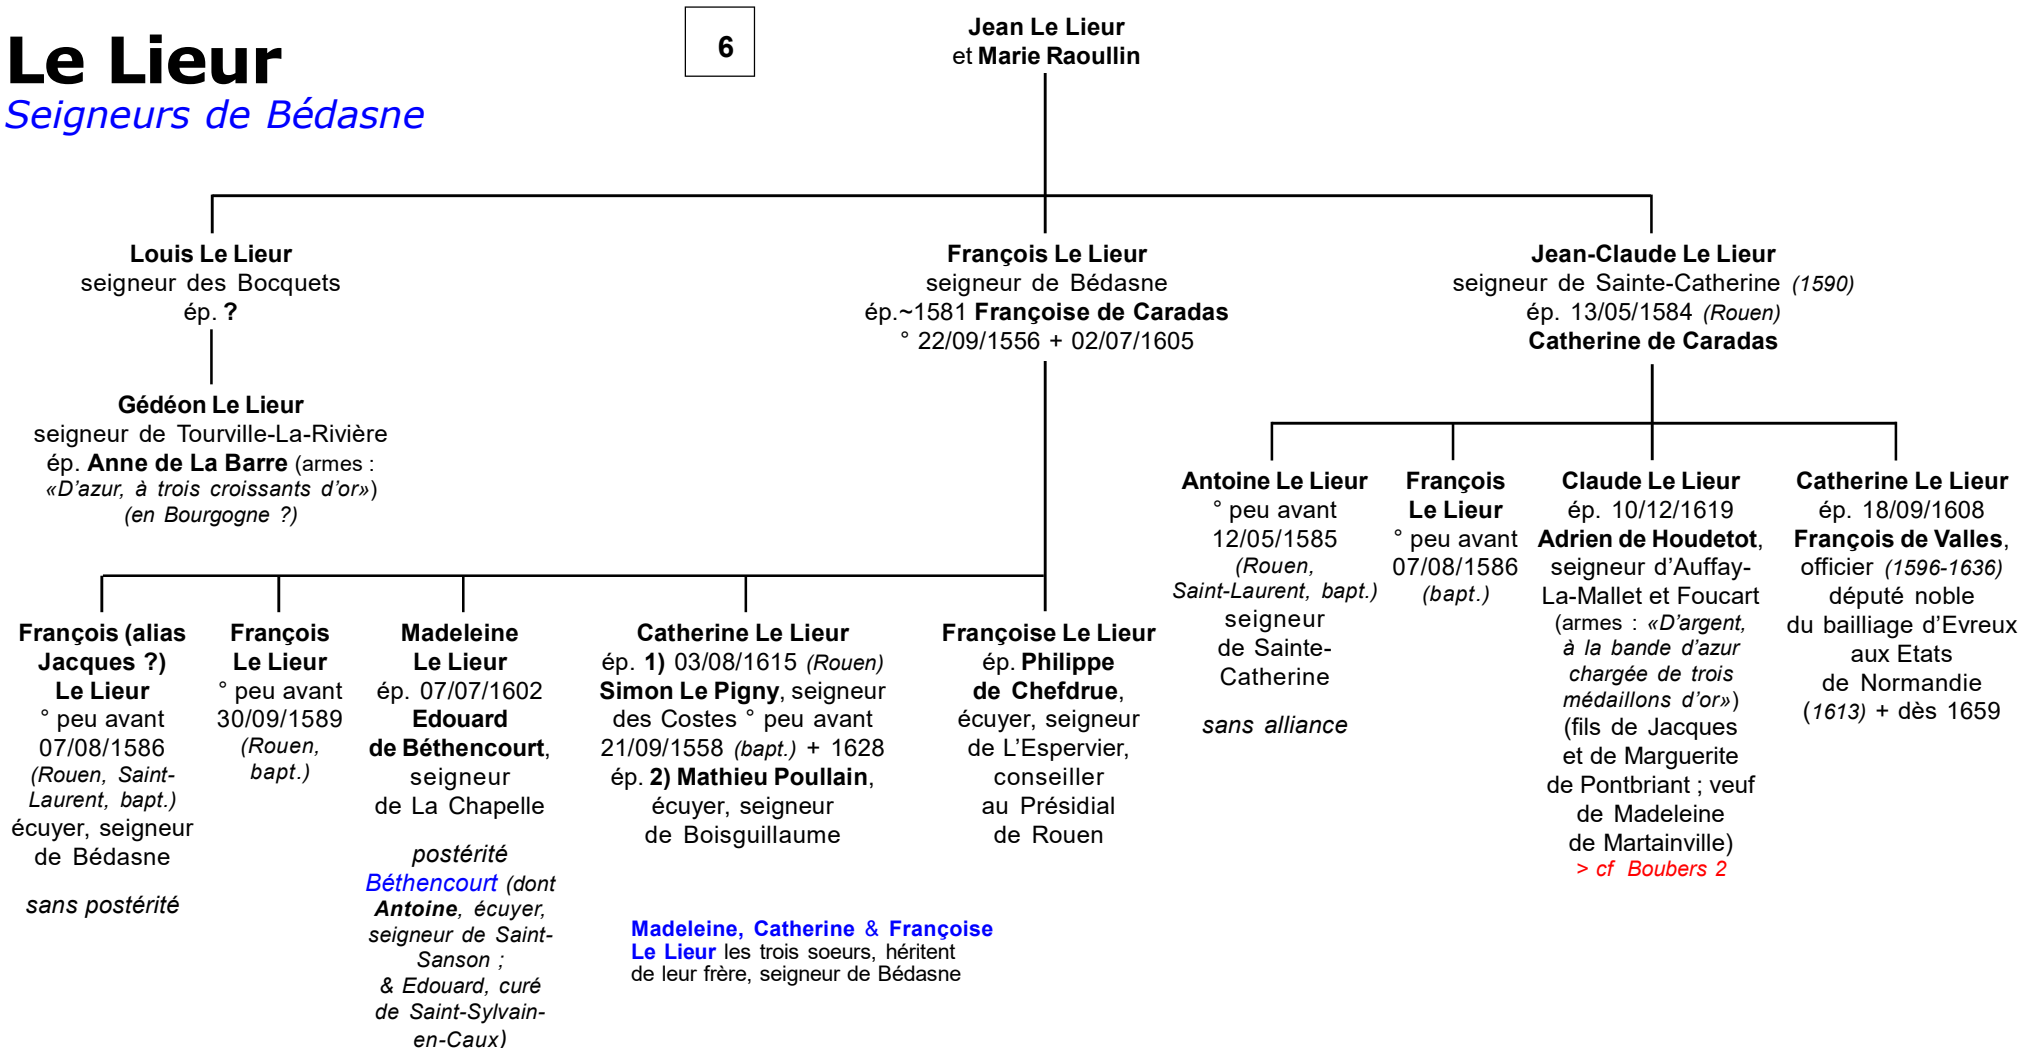 Le Lieur
Seigneurs de Bédasne
6
Jean Le Lieur
et Marie Raoullin
Louis Le Lieur
seigneur des Bocquets
ép. ?
François Le Lieur
seigneur de Bédasne
ép.~1581 Françoise de Caradas
° 22/09/1556 + 02/07/1605
Jean-Claude Le Lieur
seigneur de Sainte-Catherine (1590)
ép. 13/05/1584 (Rouen)
Catherine de Caradas
Gédéon Le Lieur
seigneur de Tourville-La-Rivière
ép. Anne de La Barre (armes :
«D’azur, à trois croissants d’or»)
(en Bourgogne ?)
Antoine Le Lieur
° peu avant
12/05/1585
(Rouen,
Saint-Laurent, bapt.)
seigneur
de Sainte-
Catherine
sans alliance
François
Le Lieur
° peu avant
07/08/1586
(bapt.)
Claude Le Lieur
ép. 10/12/1619
Adrien de Houdetot,
seigneur d’Auffay-
La-Mallet et Foucart
(armes : «D’argent,
à la bande d’azur
chargée de trois
médaillons d’or»)
(fils de Jacques
et de Marguerite
de Pontbriant ; veuf
de Madeleine
de Martainville)
> cf Boubers 2
Catherine Le Lieur
ép. 18/09/1608
François de Valles,
officier (1596-1636)
député noble
du bailliage d’Evreux
aux Etats
de Normandie
(1613) + dès 1659
François (alias
Jacques ?)
Le Lieur
° peu avant
07/08/1586
(Rouen, Saint-
Laurent, bapt.)
écuyer, seigneur
de Bédasne
sans postérité
François
Le Lieur
° peu avant
30/09/1589
(Rouen,
bapt.)
Madeleine
Le Lieur
ép. 07/07/1602
Edouard
de Béthencourt,
seigneur
de La Chapelle
postérité
Béthencourt (dont
Antoine, écuyer,
seigneur de Saint-
Sanson ;
& Edouard, curé
de Saint-Sylvain-
en-Caux)
Catherine Le Lieur
ép. 1) 03/08/1615 (Rouen)
Simon Le Pigny, seigneur
des Costes ° peu avant
21/09/1558 (bapt.) + 1628
ép. 2) Mathieu Poullain,
écuyer, seigneur
de Boisguillaume
Françoise Le Lieur
ép. Philippe
de Chefdrue,
écuyer, seigneur
de L’Espervier,
conseiller
au Présidial
de Rouen
Madeleine, Catherine & Françoise
Le Lieur les trois soeurs, héritent
de leur frère, seigneur de Bédasne